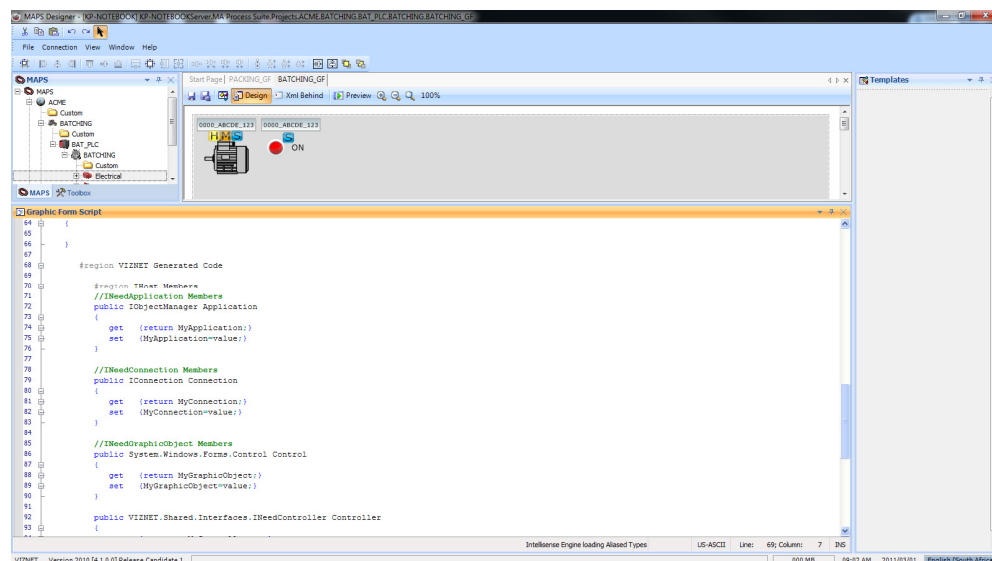 MAPS Designer - [KP-NOTEBOOK] KP-NOTEBOOKServer.MA Process Suite.Projects.ACME.BATCHING.BAT_PLC.BATCHING.BATCHING_GF
File Connection View Window Help
MAPS
MAPS
ACME
Custom
BATCHING
Custom
BAT_PLC
BATCHING
Custom
Electrical
MAPS Toolbox
Start Page PACKING_GF BATCHING_GF
Design Xml Behind Preview 100%
0000_ABCDE_123 0000_ABCDE_123
H M S S
ON
Templates
Graphic Form Script
64 {
65
66 }
67
68 #region VIZNET Generated Code
69
70 #region IHost Members
71 //INeedApplication Members
72 public IObjectManager Application
73 {
74 get {return MyApplication;}
75 set {MyApplication=value;}
76 }
77
78 //INeedConnection Members
79 public IConnection Connection
80 {
81 get {return MyConnection;}
82 set {MyConnection=value;}
83 }
84
85 //INeedGraphicObject Members
86 public System.Windows.Forms.Control Control
87 {
88 get {return MyGraphicObject;}
89 set {MyGraphicObject=value;}
90 }
91
92 public VIZNET.Shared.Interfaces.INeedController Controller
93 {
Intellisense Engine loading Aliased Types US-ASCII Line: 69; Column: 7 INS
VIZNET Version 2010 [4.1.0.0] Release Candidate 1 000 MB 09:02 AM 2011/03/01 English (South Africa